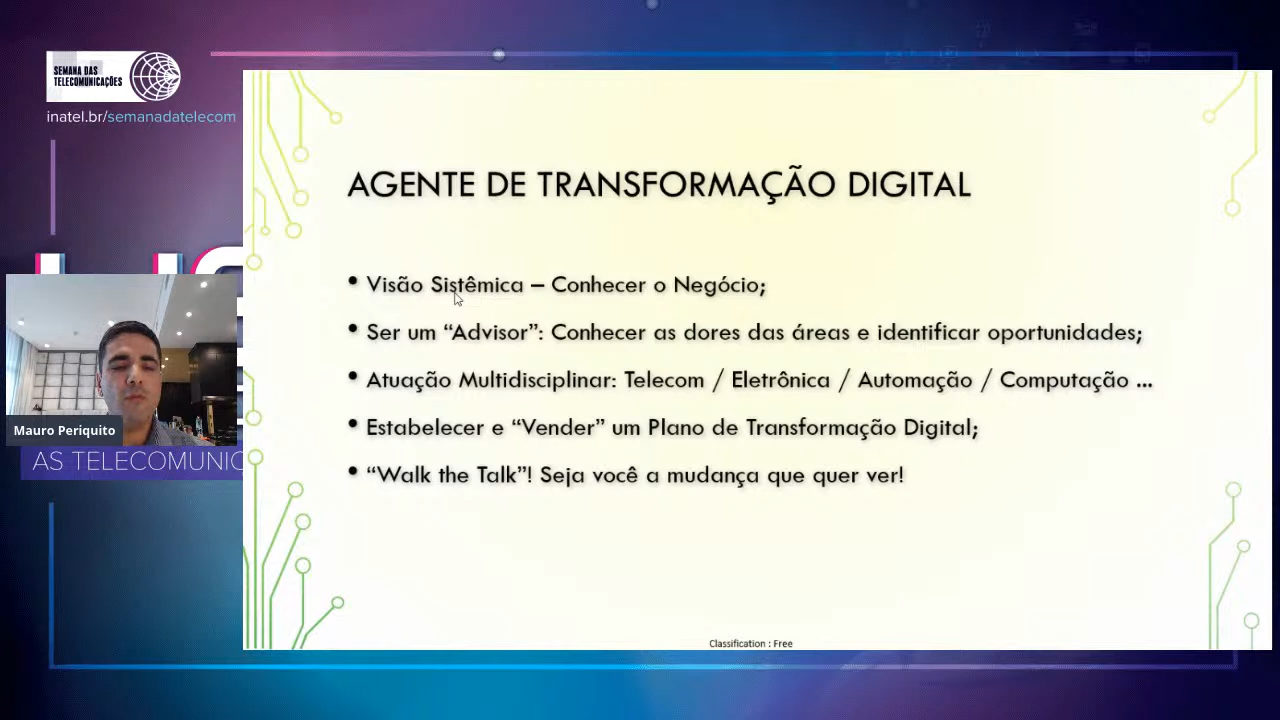 SEMANA DAS
TELECOMUNICAÇÕES
inatel.br/semanadatelecom
AGENTE DE TRANSFORMAÇÃO DIGITAL
• Visão Sistêmica – Conhecer o Negócio;
• Ser um “Advisor”: Conhecer as dores das áreas e identificar oportunidades;
• Atuação Multidisciplinar: Telecom / Eletrônica / Automação / Computação ...
• Estabelecer e “Vender” um Plano de Transformação Digital;
• “Walk the Talk”! Seja você a mudança que quer ver!
Mauro Periquito
AS TELECOMUNIC
Classification : Free